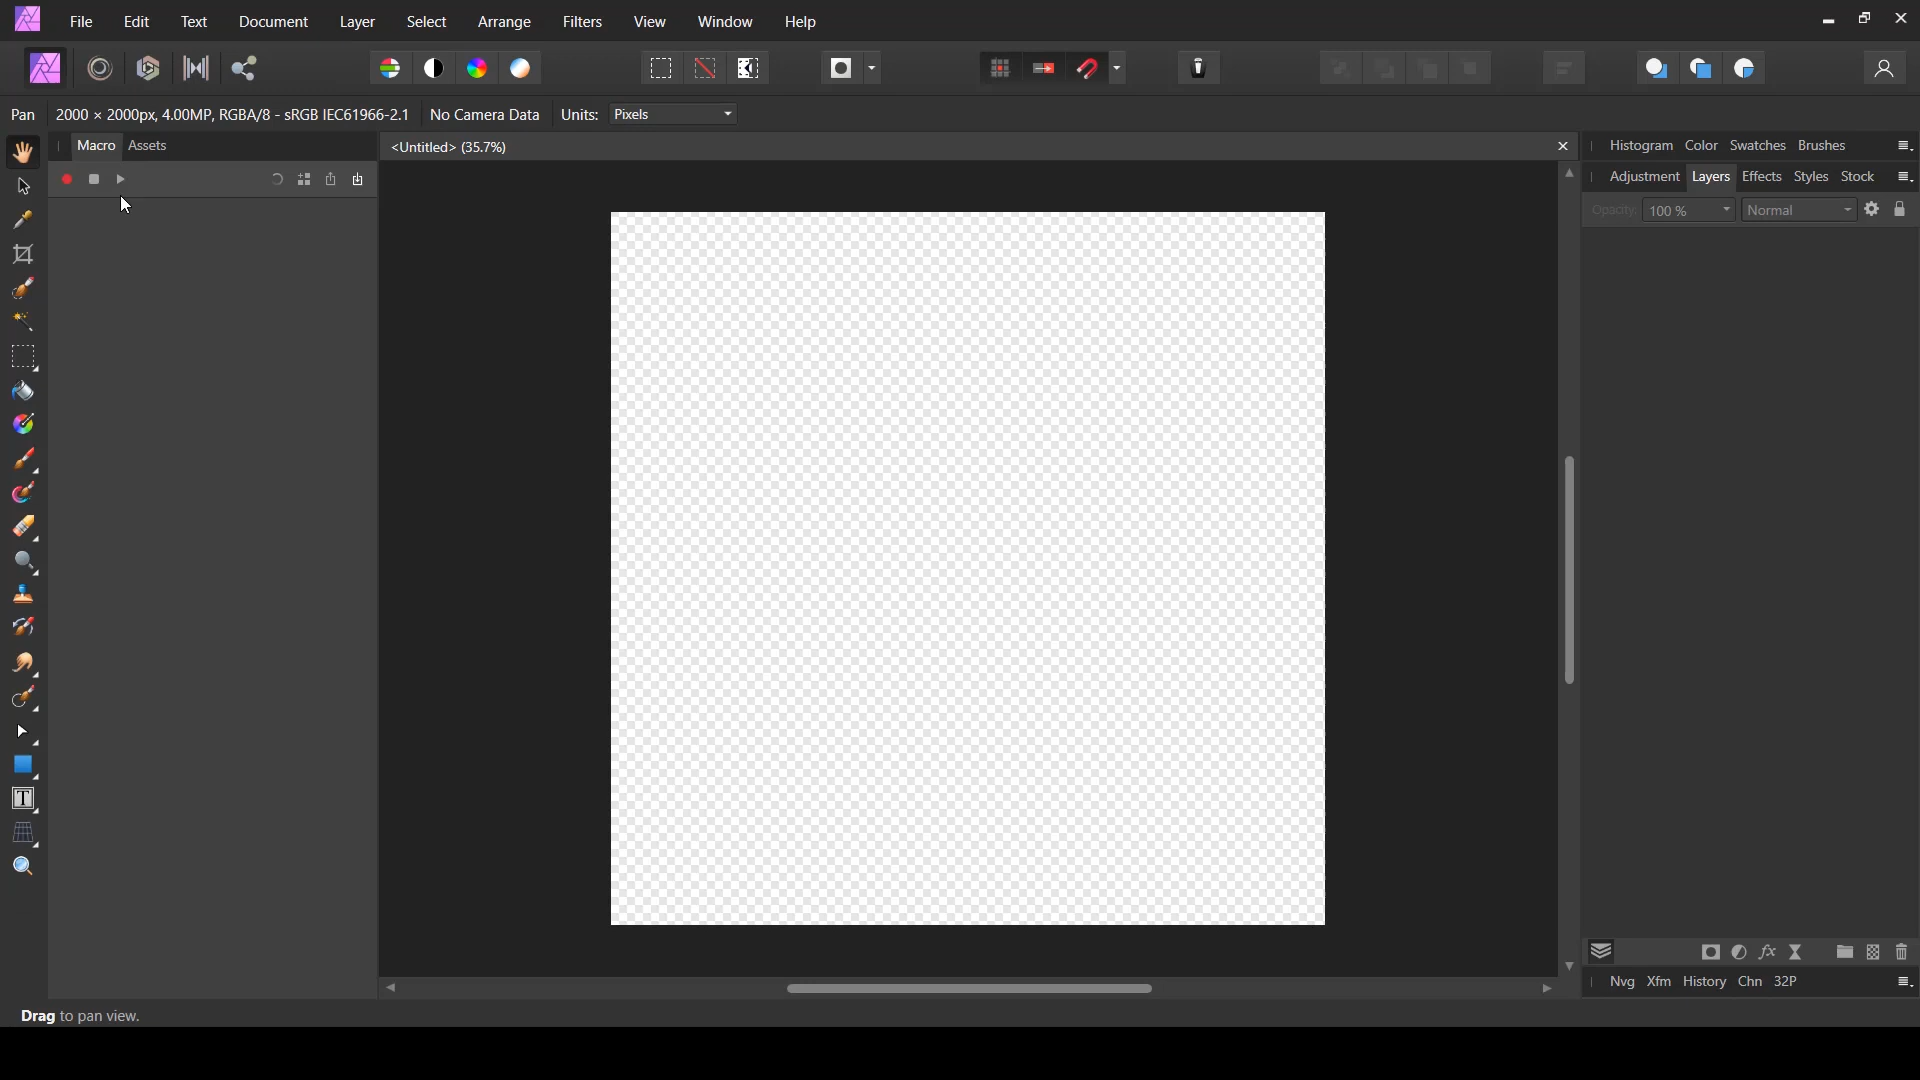 File Edit Text Document Layer Select Arrange Filters View Window Help
Pan 2000 × 2000px, 4.00MP, RGBA/8 - sRGB IEC61966-2.1 No Camera Data Units: Pixels
Macro Assets
<Untitled> (35.7%)
Histogram Color Swatches Brushes
Adjustment Layers Effects Styles Stock
Opacity: 100 % Normal
fx
T
Nvg Xfm History Chn 32P
Drag to pan view.